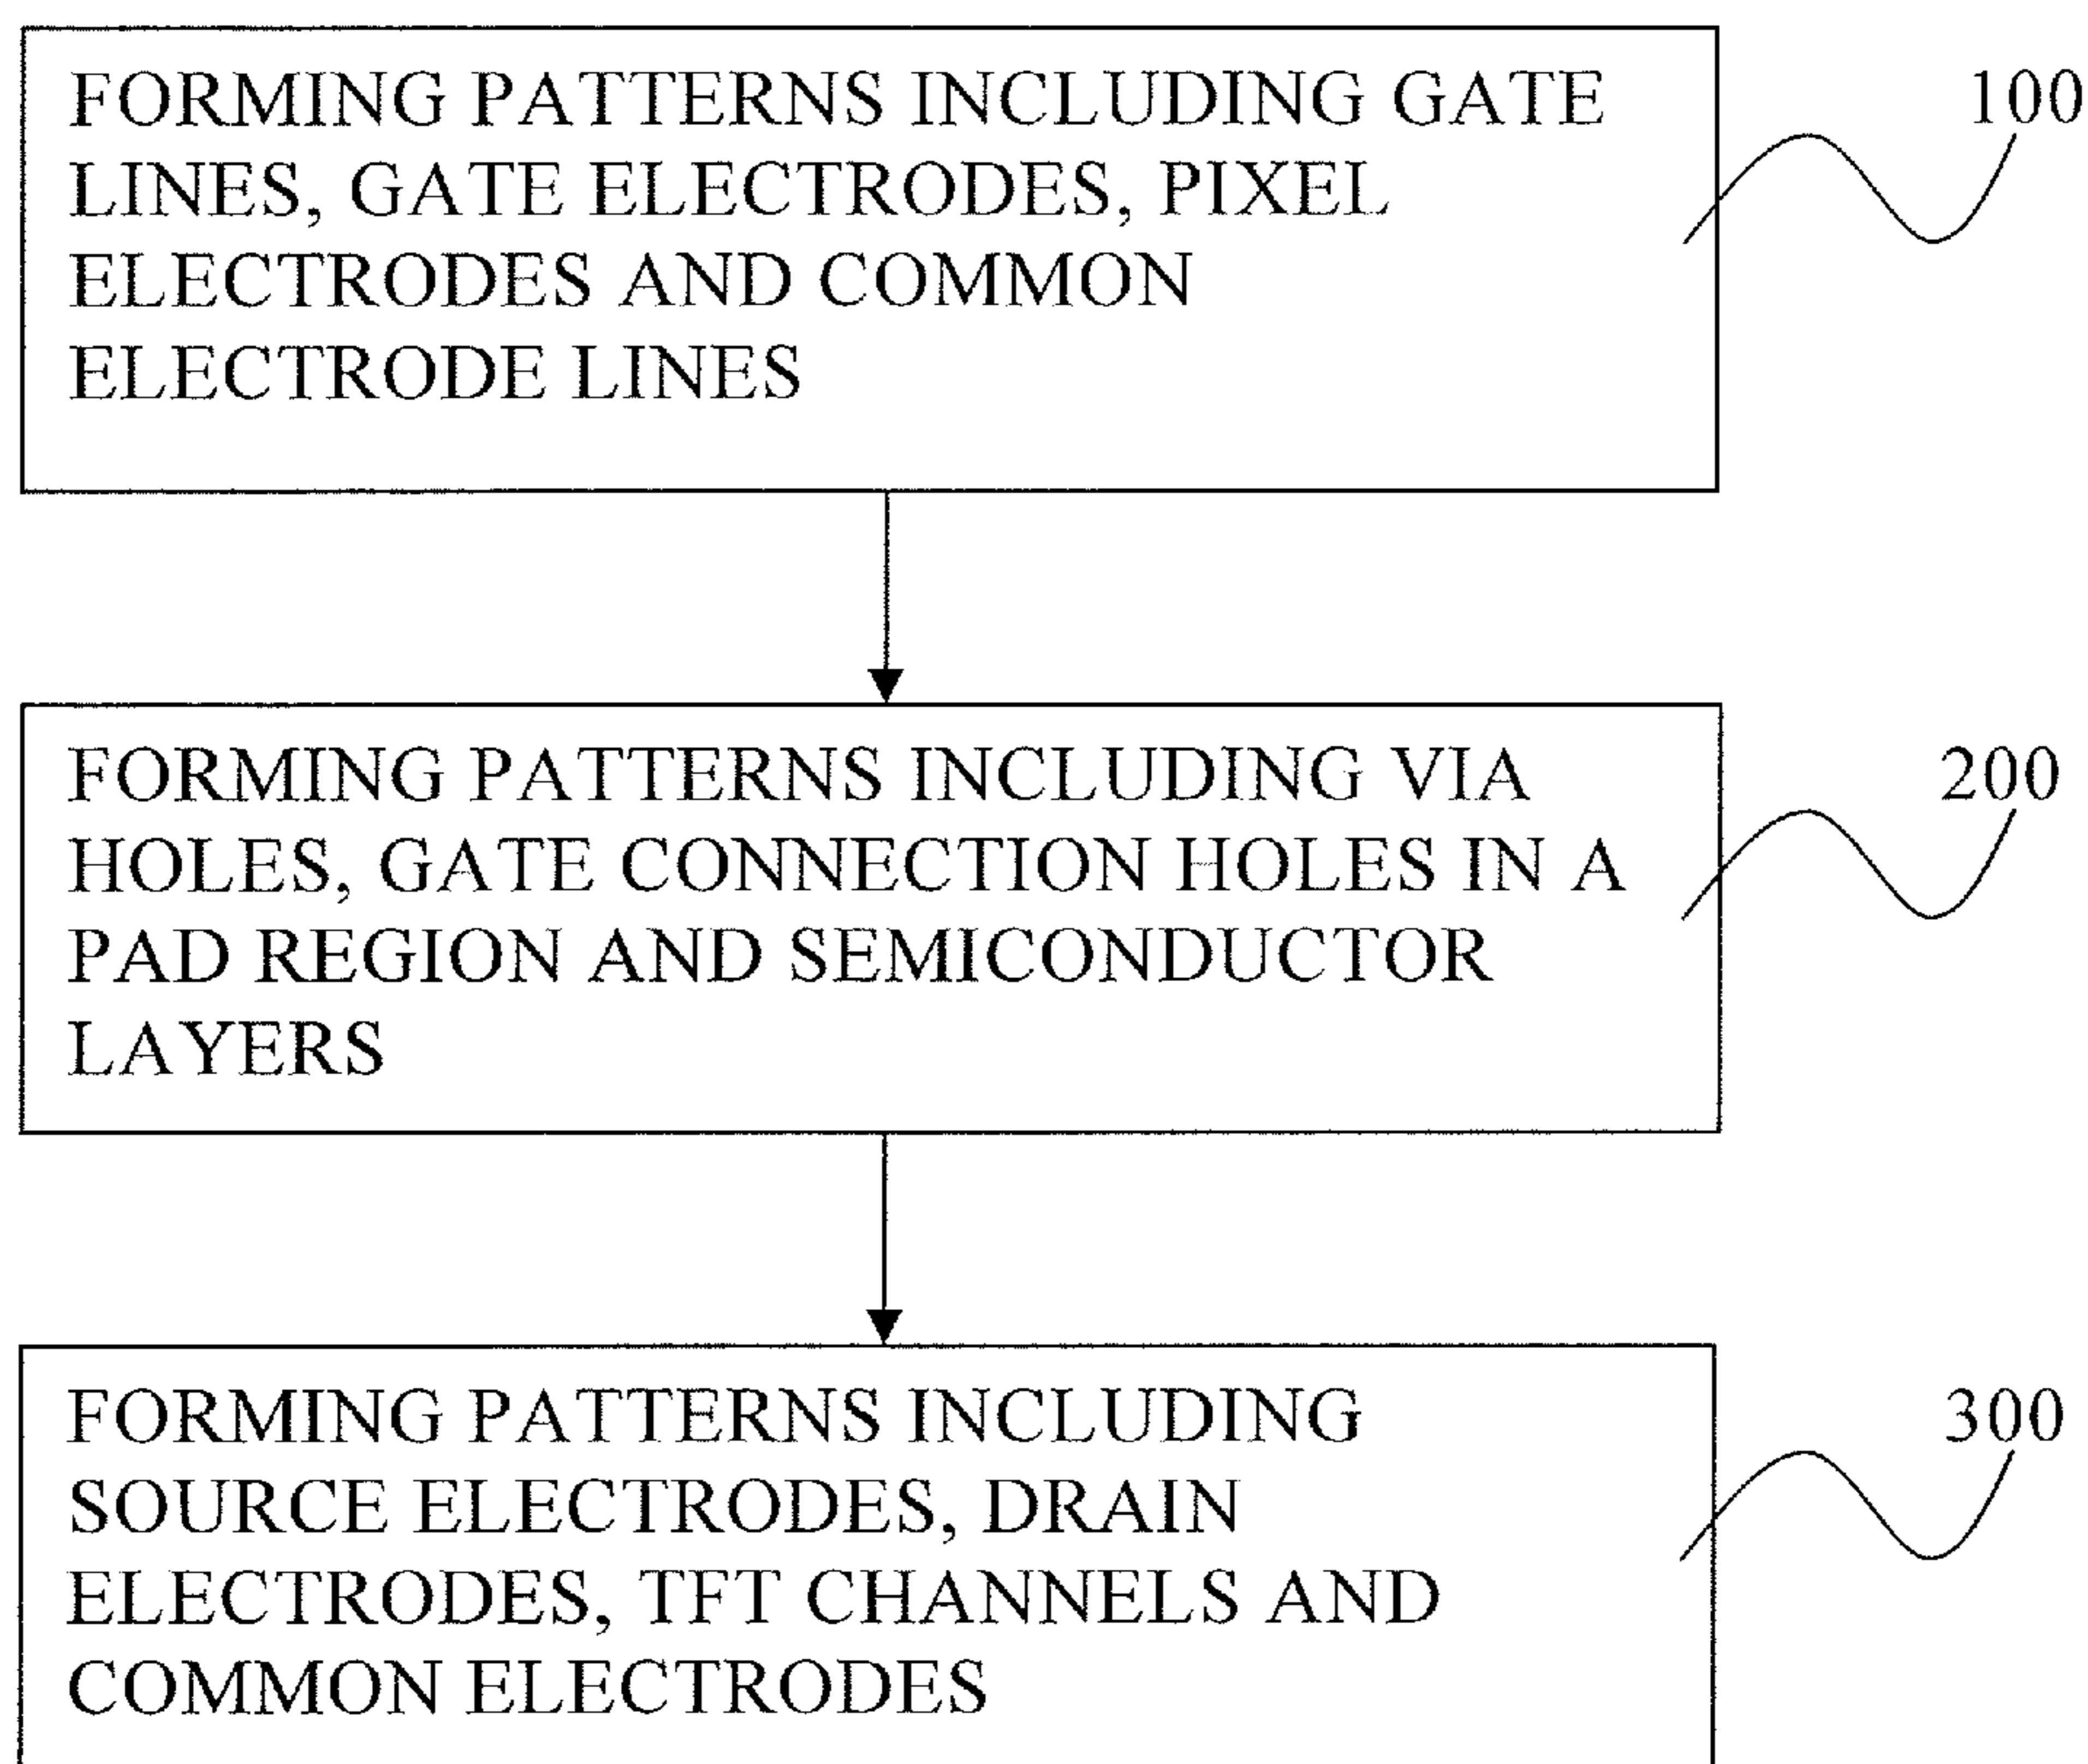 FORMING PATTERNS INCLUDING GATE
LINES, GATE ELECTRODES, PIXEL
ELECTRODES AND COMMON
ELECTRODE LINES
100
FORMING PATTERNS INCLUDING VIA
HOLES, GATE CONNECTION HOLES IN A
PAD REGION AND SEMICONDUCTOR
LAYERS
200
FORMING PATTERNS INCLUDING
SOURCE ELECTRODES, DRAIN
ELECTRODES, TFT CHANNELS AND
COMMON ELECTRODES
300